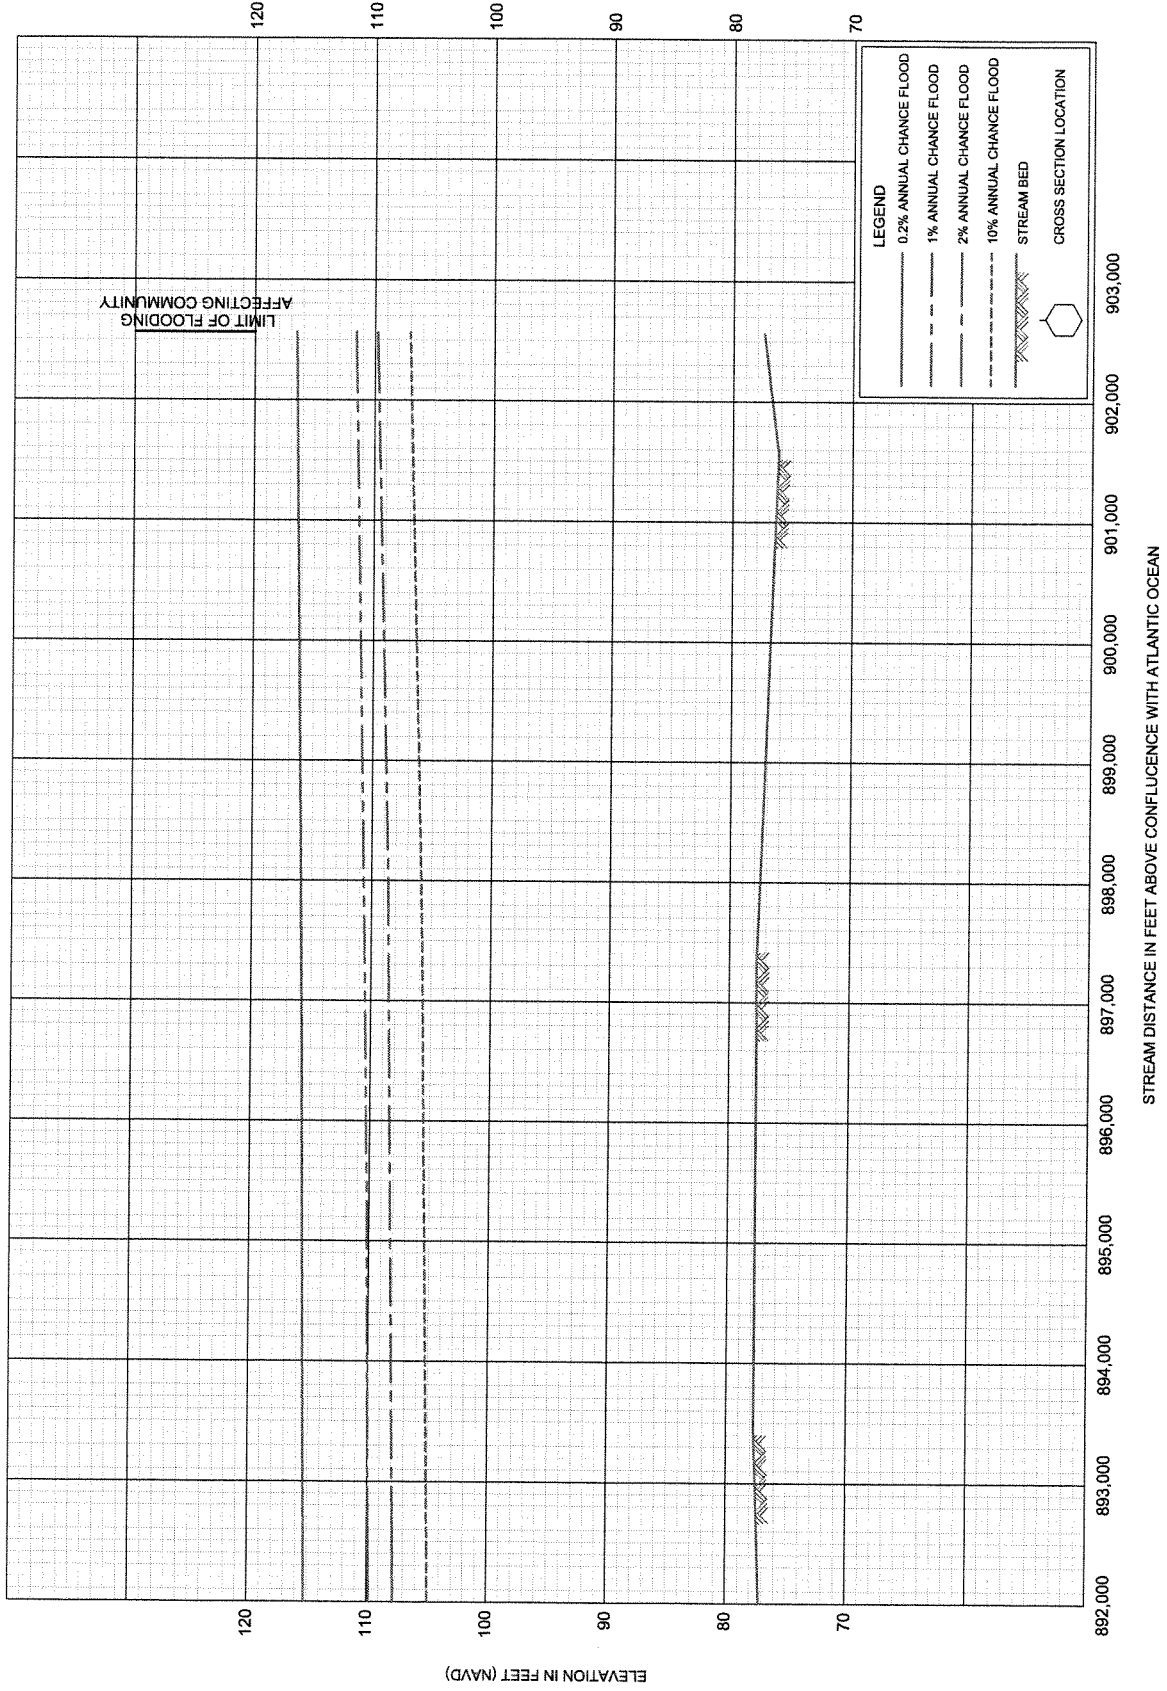 120
110
100
90
80
70
LIMIT OF FLOODING
AFFECTING COMMUNITY
LEGEND
0.2% ANNUAL CHANCE FLOOD
1% ANNUAL CHANCE FLOOD
2% ANNUAL CHANCE FLOOD
10% ANNUAL CHANCE FLOOD
STREAM BED
CROSS SECTION LOCATION
120
110
100
90
80
70
ELEVATION IN FEET (NAVD)
892,000
893,000
894,000
895,000
896,000
897,000
898,000
899,000
900,000
901,000
902,000
903,000
STREAM DISTANCE IN FEET ABOVE CONFLUCENCE WITH ATLANTIC OCEAN